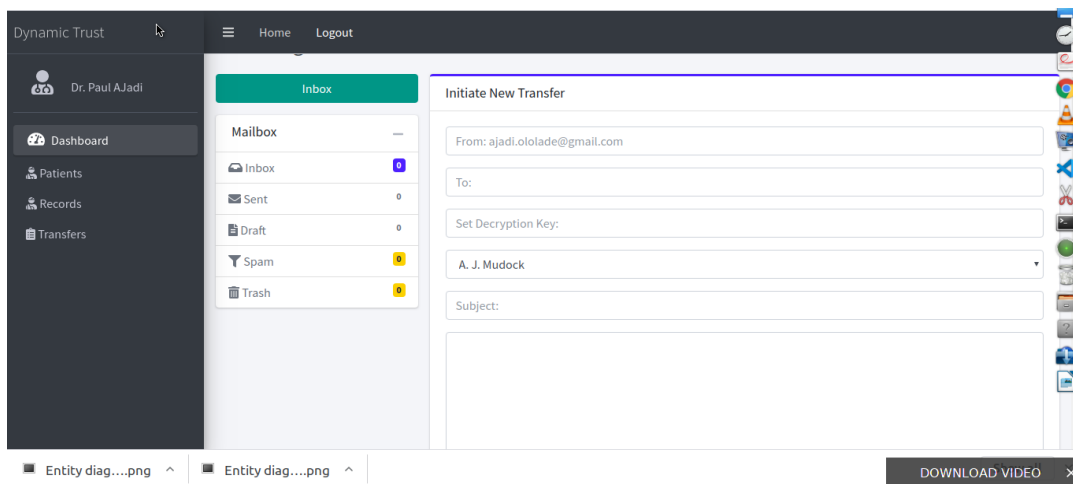 Dynamic Trust
Home Logout
Dr. Paul AJadi
Dashboard
Patients
Records
Transfers
Inbox
Mailbox
Inbox 0
Sent 0
Draft 0
Spam 0
Trash 0
Initiate New Transfer
From: ajadi.ololade@gmail.com
To:
Set Decryption Key:
A. J. Mudock
Subject:
Entity diag....png
Entity diag....png
DOWNLOAD VIDEO